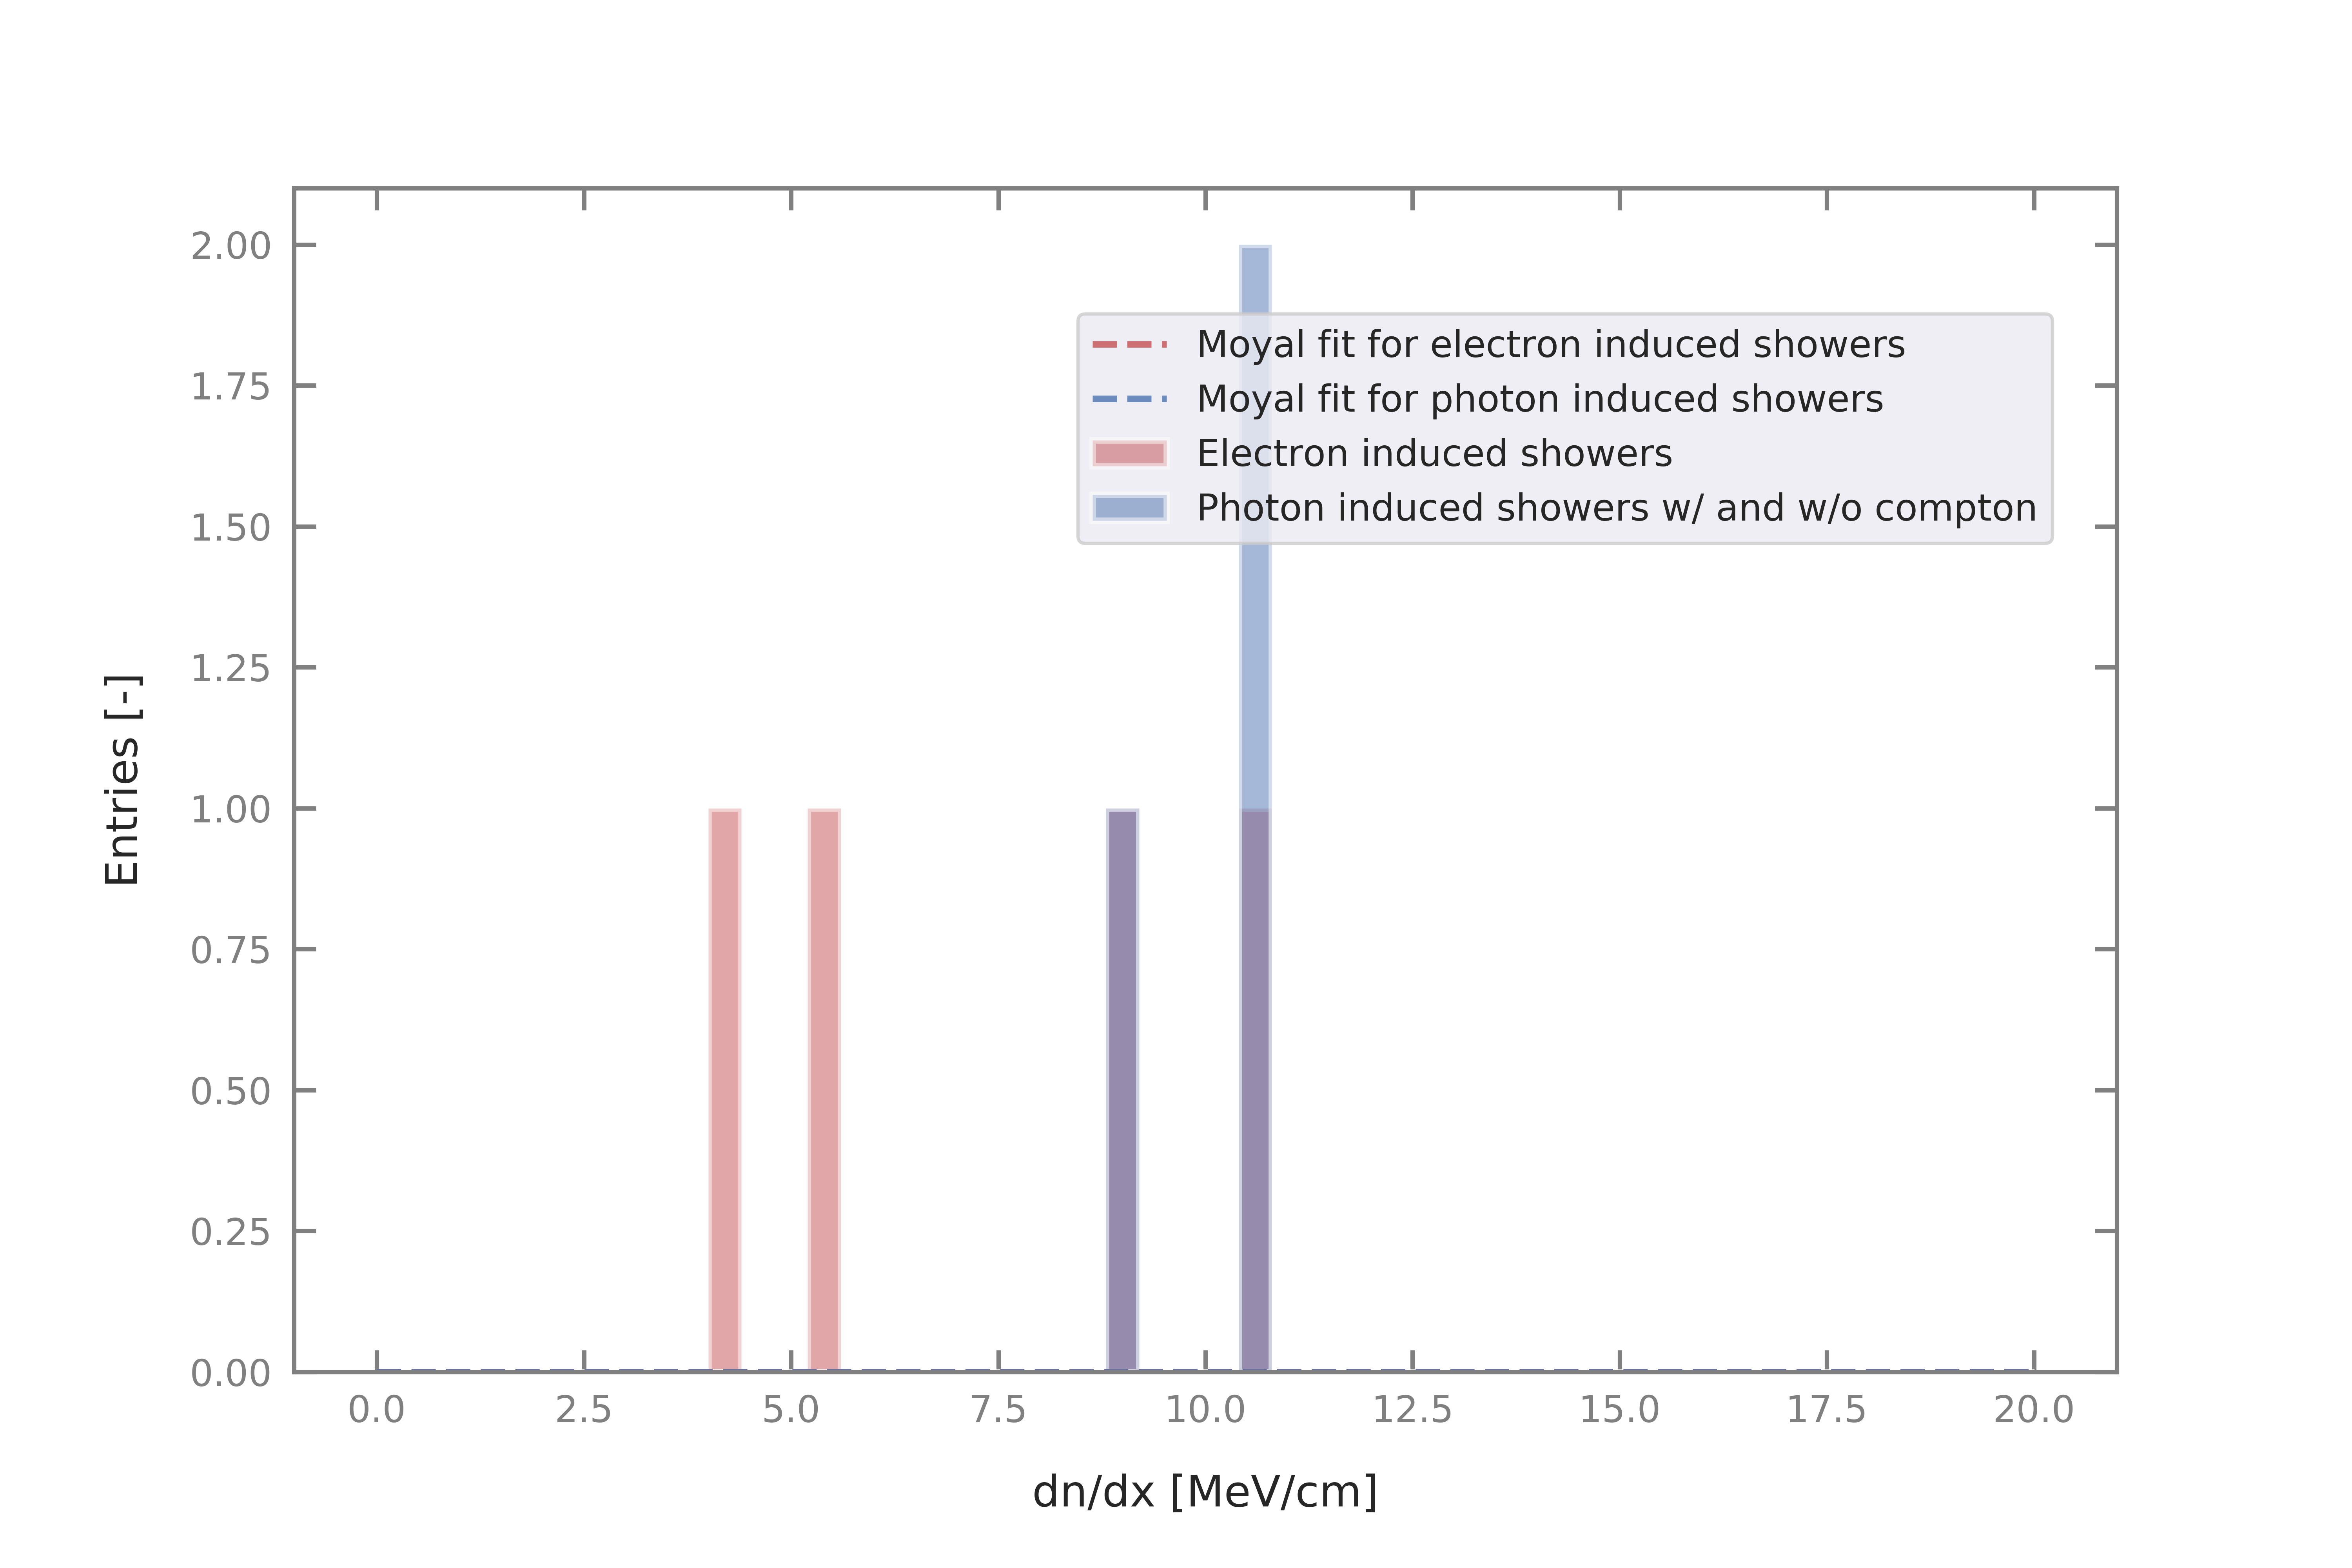 2.00
1.75
1.50
1.25
1.00
0.75
0.50
0.25
0.00
Entries [-]
Moyal fit for electron induced showers
Moyal fit for photon induced showers
Electron induced showers
Photon induced showers w/ and w/o compton
0.0 2.5 5.0 7.5 10.0 12.5 15.0 17.5 20.0
dn/dx [MeV/cm]